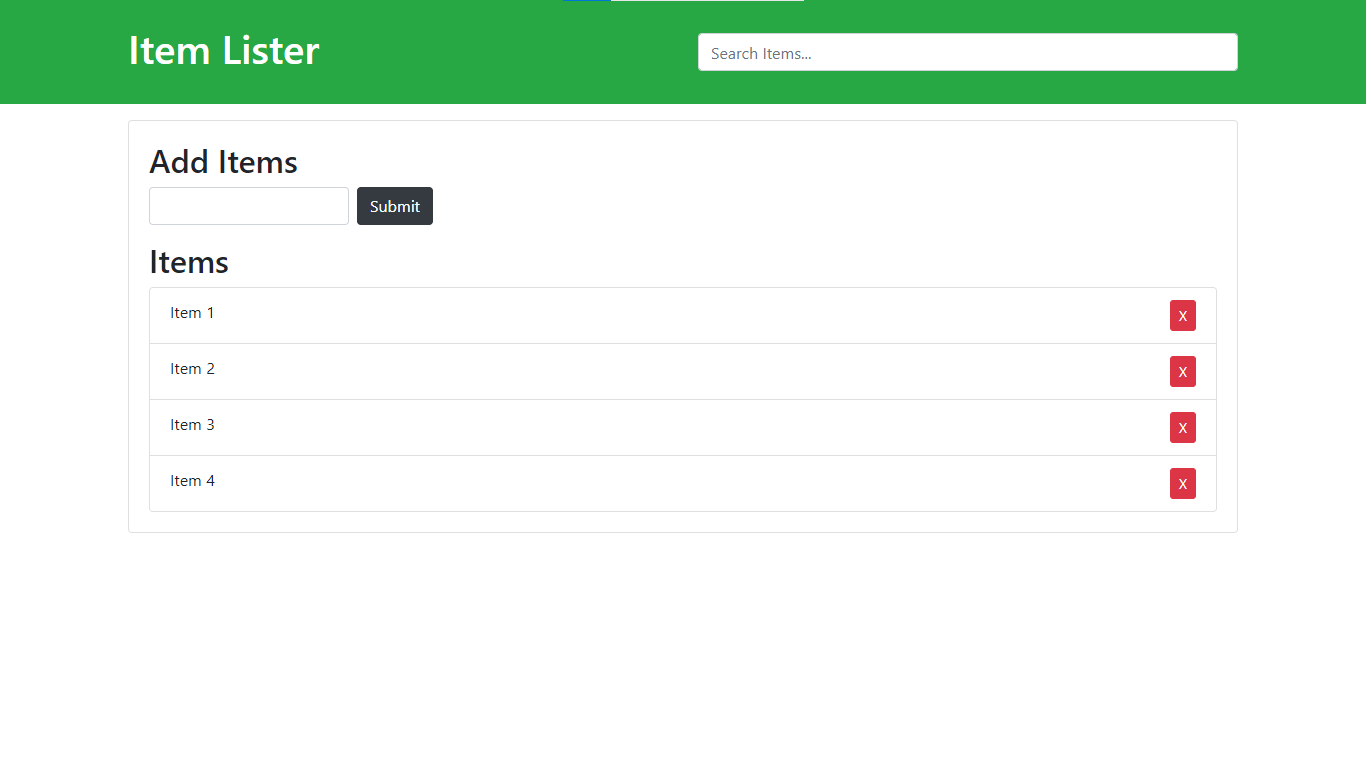 Item Lister
Search Items...
Add Items
Submit
Items
Item 1
X
Item 2
X
Item 3
X
Item 4
X